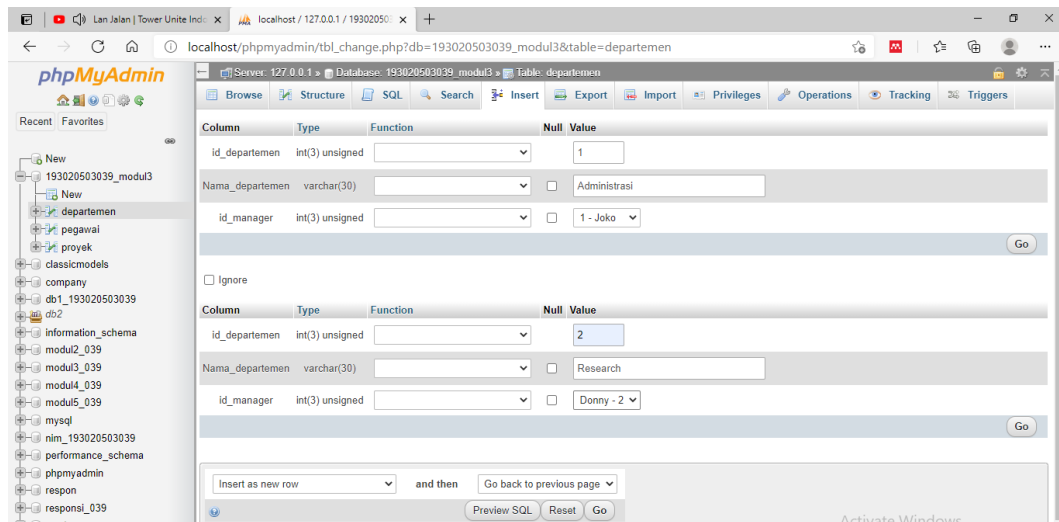 Lan Jalan | Tower Unite Indo
localhost / 127.0.0.1 / 19302050
localhost/phpmyadmin/tbl_change.php?db=193020503039_modul3&table=departemen
phpMyAdmin
Recent Favorites
New
193020503039_modul3
New
departemen
pegawai
proyek
classicmodels
company
db1_193020503039
db2
information_schema
modul2_039
modul3_039
modul4_039
modul5_039
mysql
nim_193020503039
performance_schema
phpmyadmin
respon
responsi_039
Server: 127.0.0.1 » Database: 193020503039_modul3 » Table: departemen
Browse Structure SQL Search Insert Export Import Privileges Operations Tracking Triggers
Column Type Function Null Value
id_departemen int(3) unsigned 1
Nama_departemen varchar(30) Administrasi
id_manager int(3) unsigned 1 - Joko
Go
Ignore
Column Type Function Null Value
id_departemen int(3) unsigned 2
Nama_departemen varchar(30) Research
id_manager int(3) unsigned Donny - 2
Go
Insert as new row and then Go back to previous page
Preview SQL Reset Go
Activate Windows